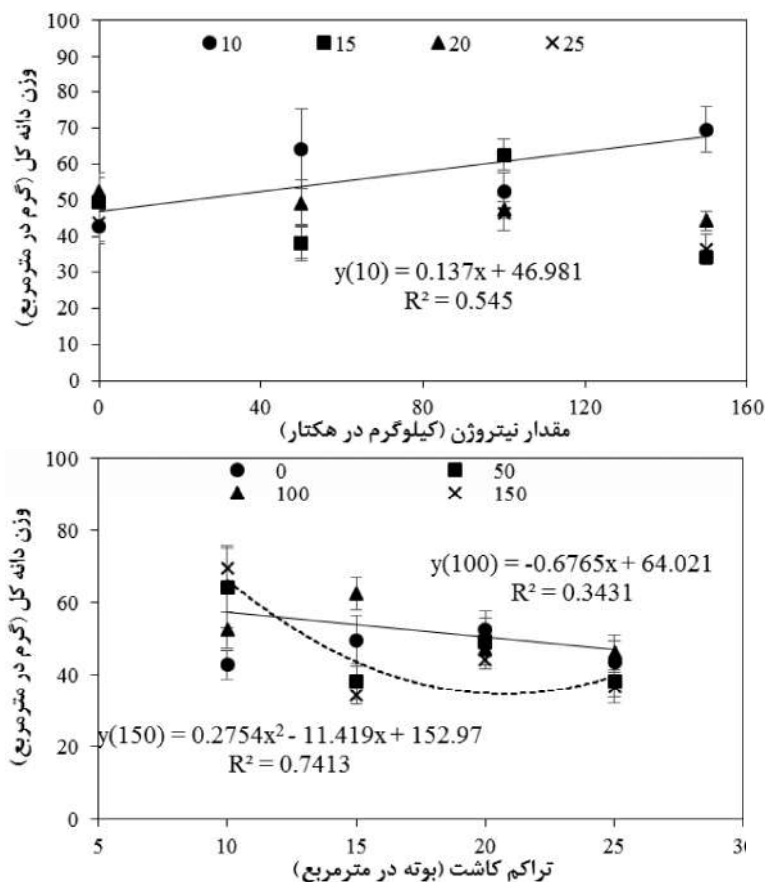 100
90
80
70
60
50
40
30
20
10
0
وزن دانه کل (گرم در مترمربع)
10 15 20 25
y(10) = 0.137x + 46.981
R² = 0.545
0 40 80 120 160
مقدار نیتروژن (کیلوگرم در هکتار)
100
80
60
40
20
0
وزن دانه کل (گرم در مترمربع)
0 50
100 150
y(100) = -0.6765x + 64.021
R² = 0.3431
y(150) = 0.2754x² - 11.419x + 152.97
R² = 0.7413
5 10 15 20 25 30
تراکم کاشت (بوته در مترمربع)